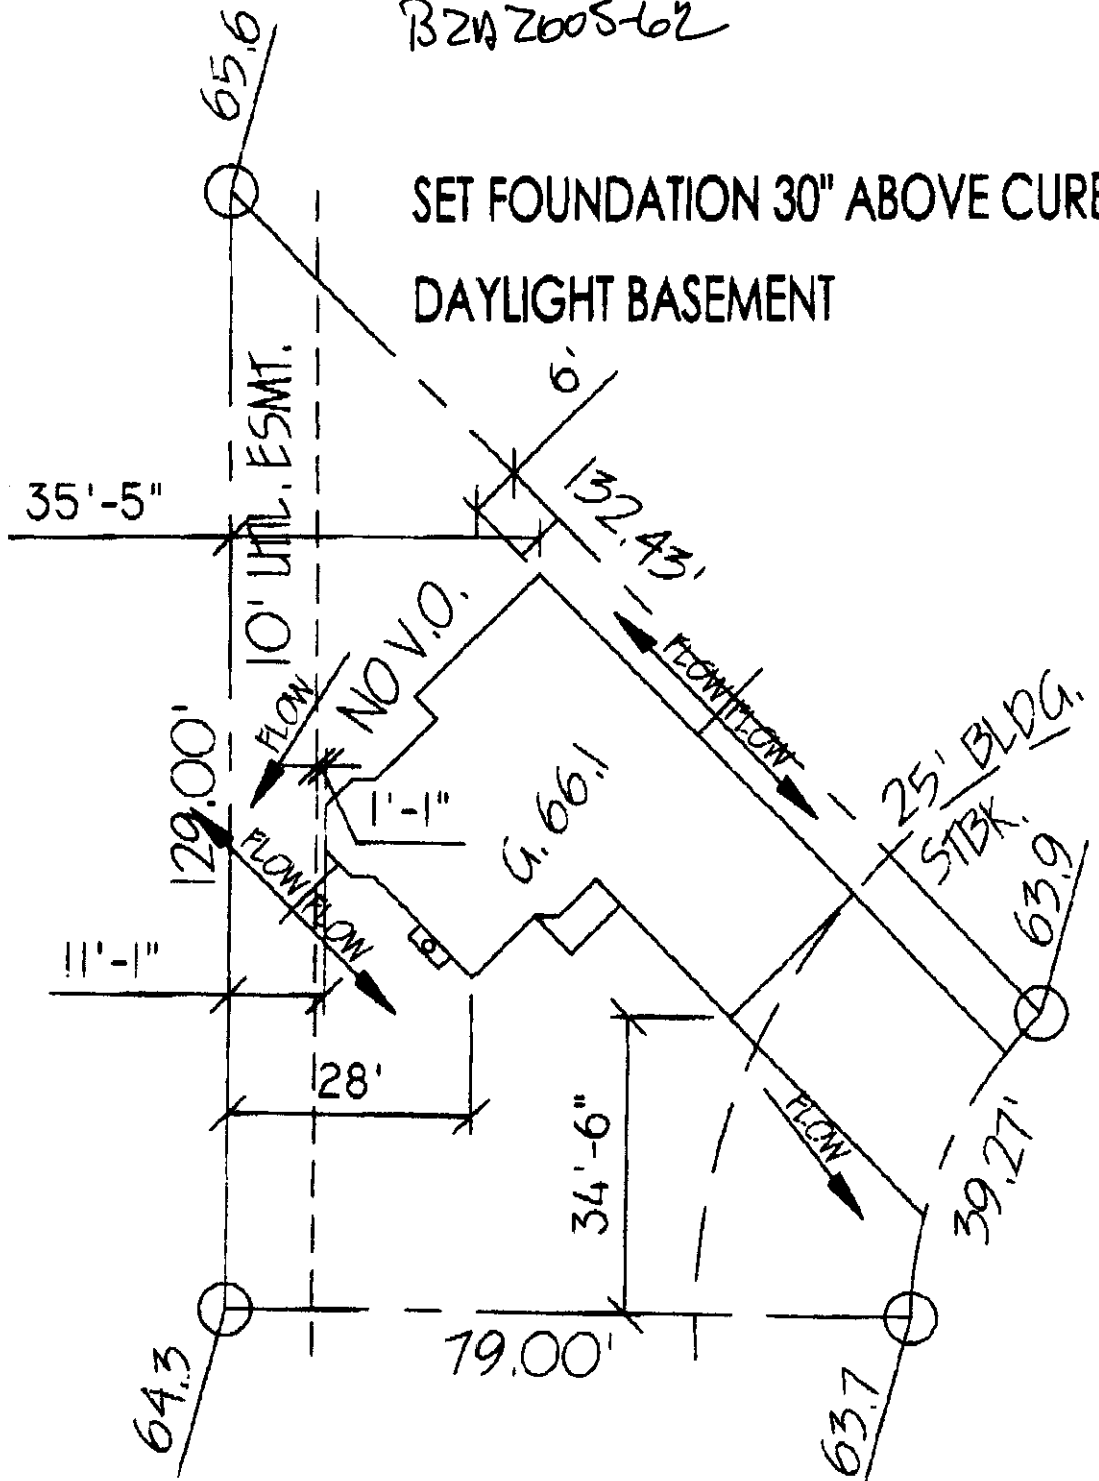 BZA 2005-62
65.6
SET FOUNDATION 30" ABOVE CURB
DAYLIGHT BASEMENT
10' UTIL. ESMT.
6'
35'-5"
132.43'
NO V.O.
FLOW
FLOW
FLOW
129.00'
1'-1"
G. 66.1
25' BLDG.
STBK.
FLOW
FLOW
63.9
11'-1"
28'
34'-6"
FLOW
39.27'
79.00'
64.3
63.7